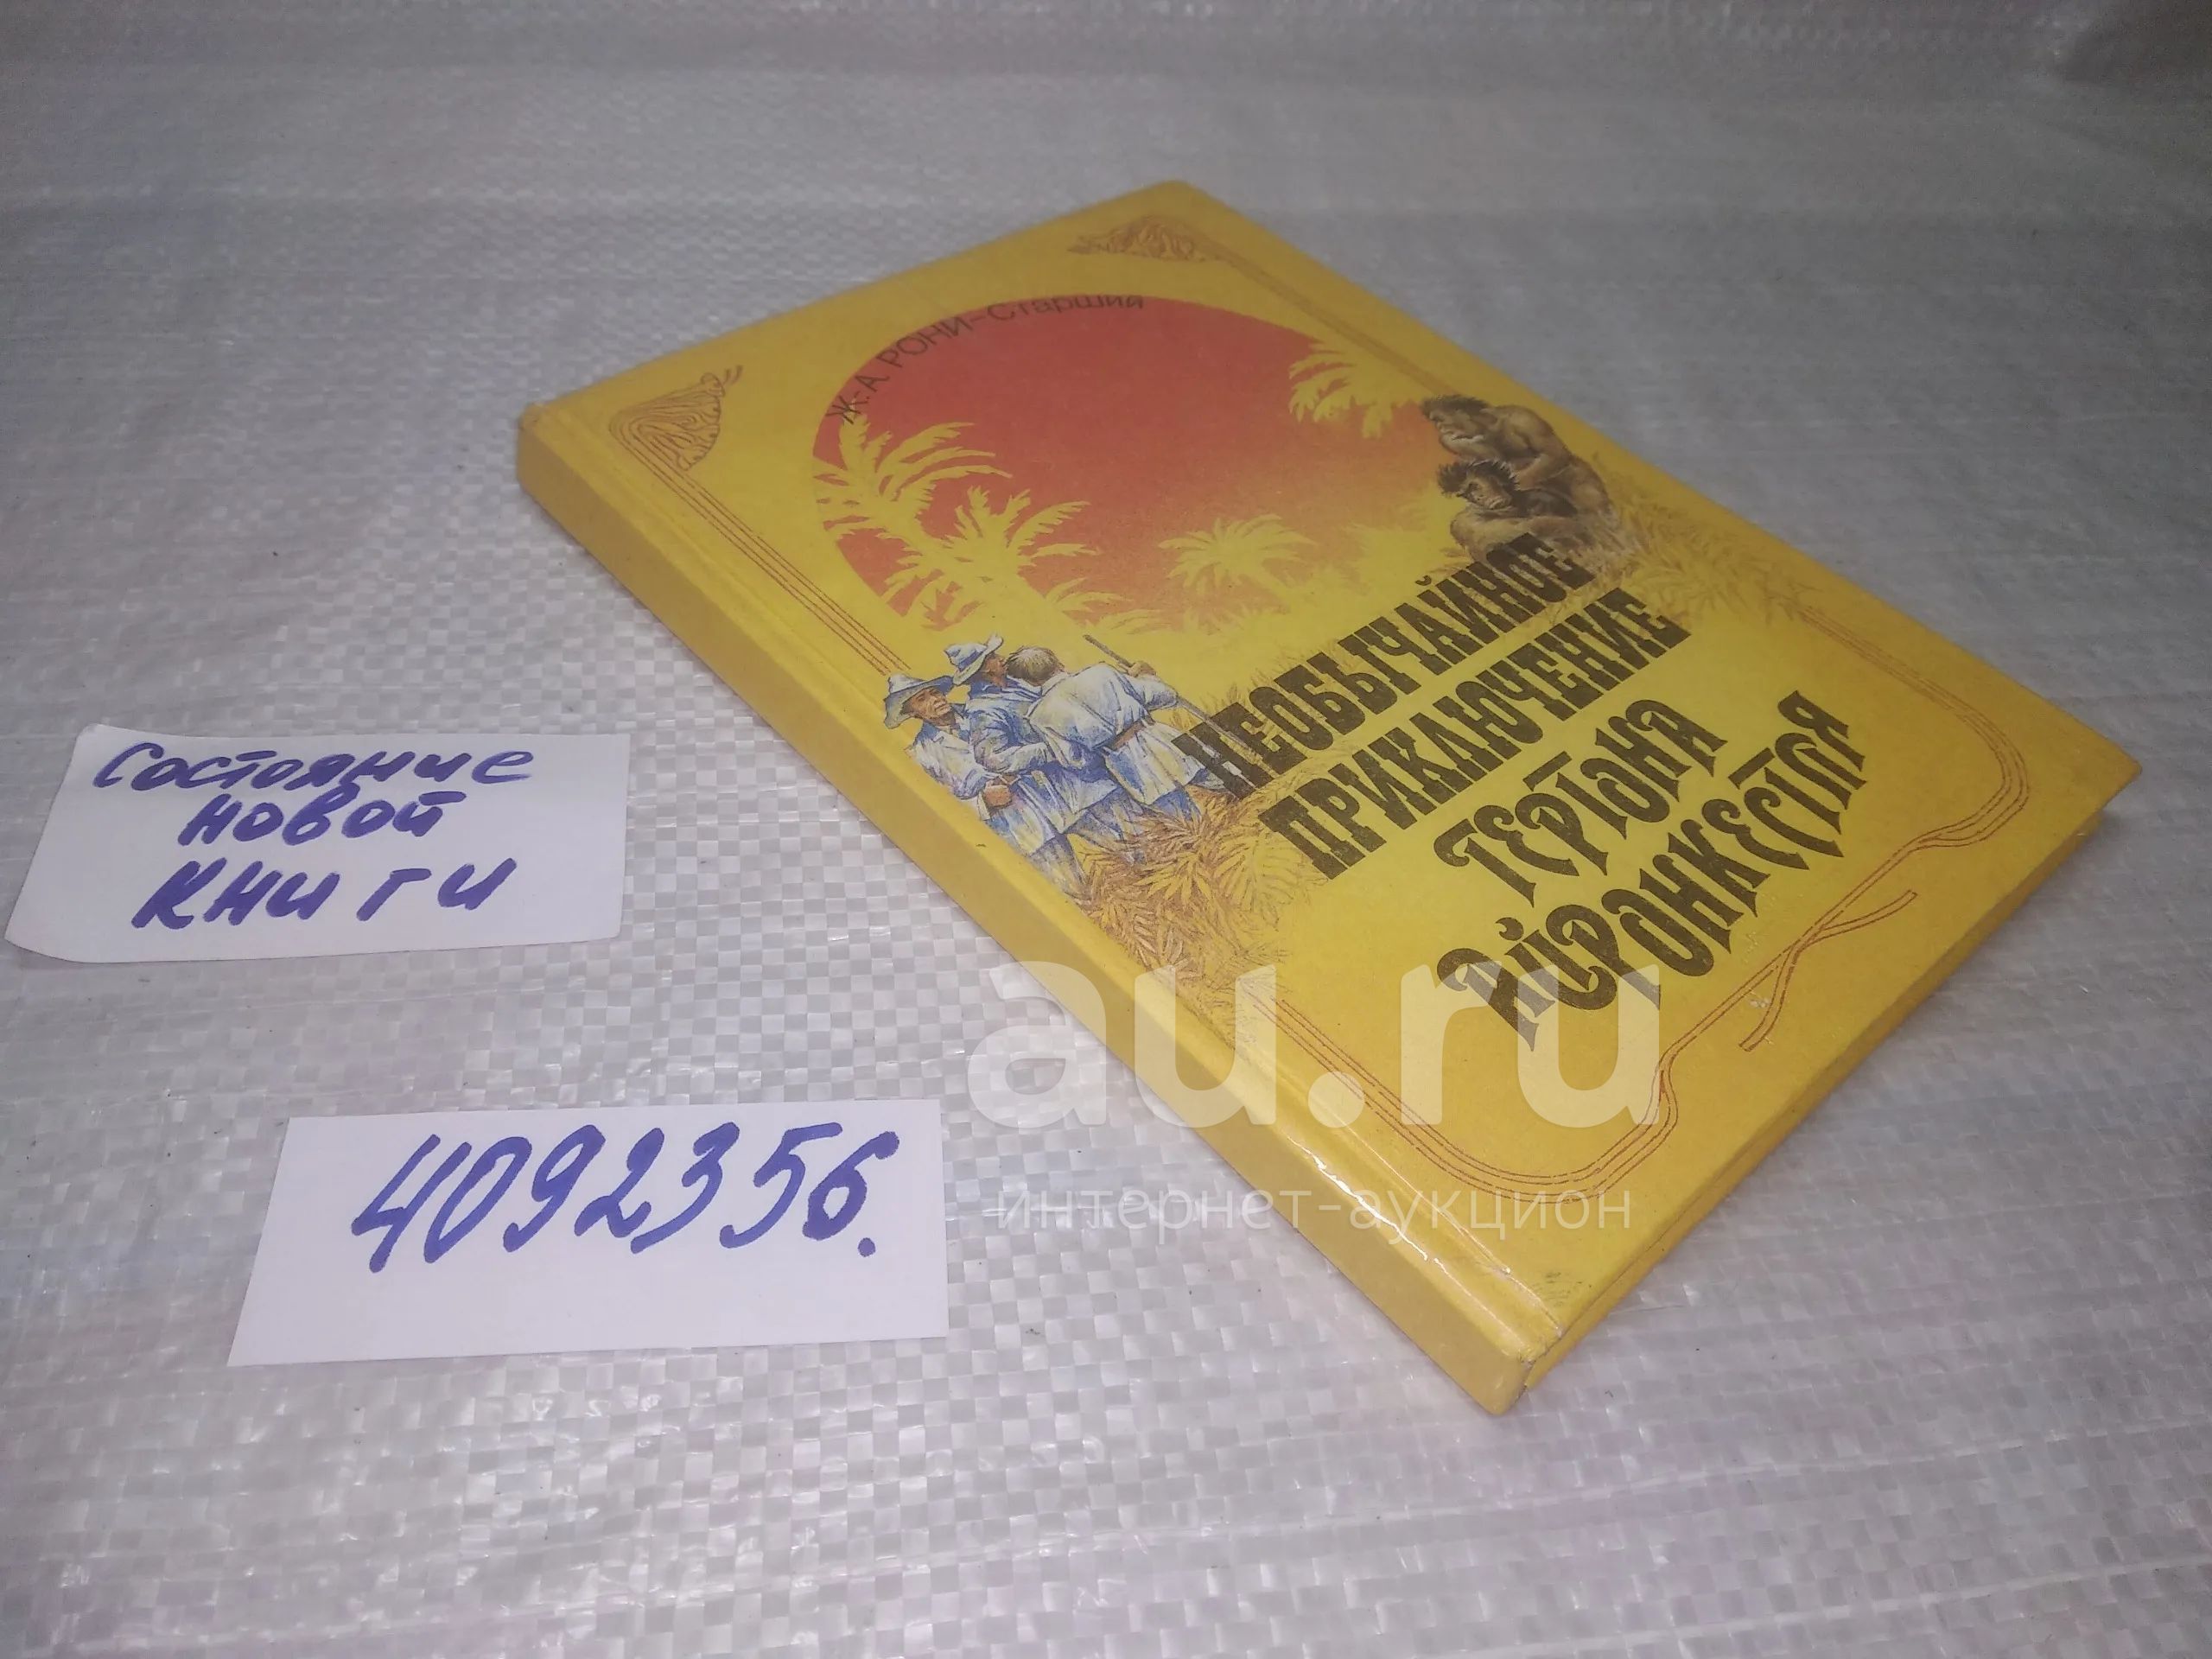 Ж.-А РОНИ-Старший
НЕОБЫЧАЙНОЕ
ПРИКЛЮЧЕНИЕ
ГЕРТОНА
АЙРОНКЕСТЛЯ
Состояние
новой
книги
4092356.
au.ru
интернет-аукцион